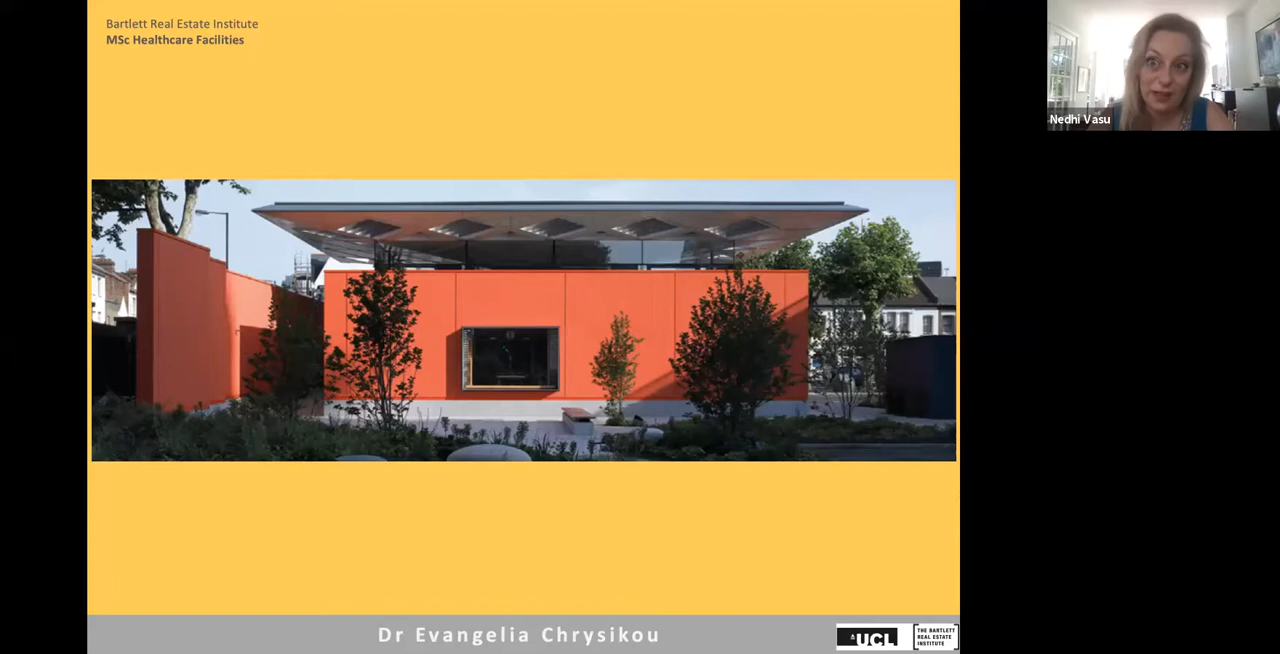 Bartlett Real Estate Institute
MSc Healthcare Facilities
Nedhi Vasu
Dr Evangelia Chrysikou
UCL
THE BARTLETT
REAL ESTATE
INSTITUTE